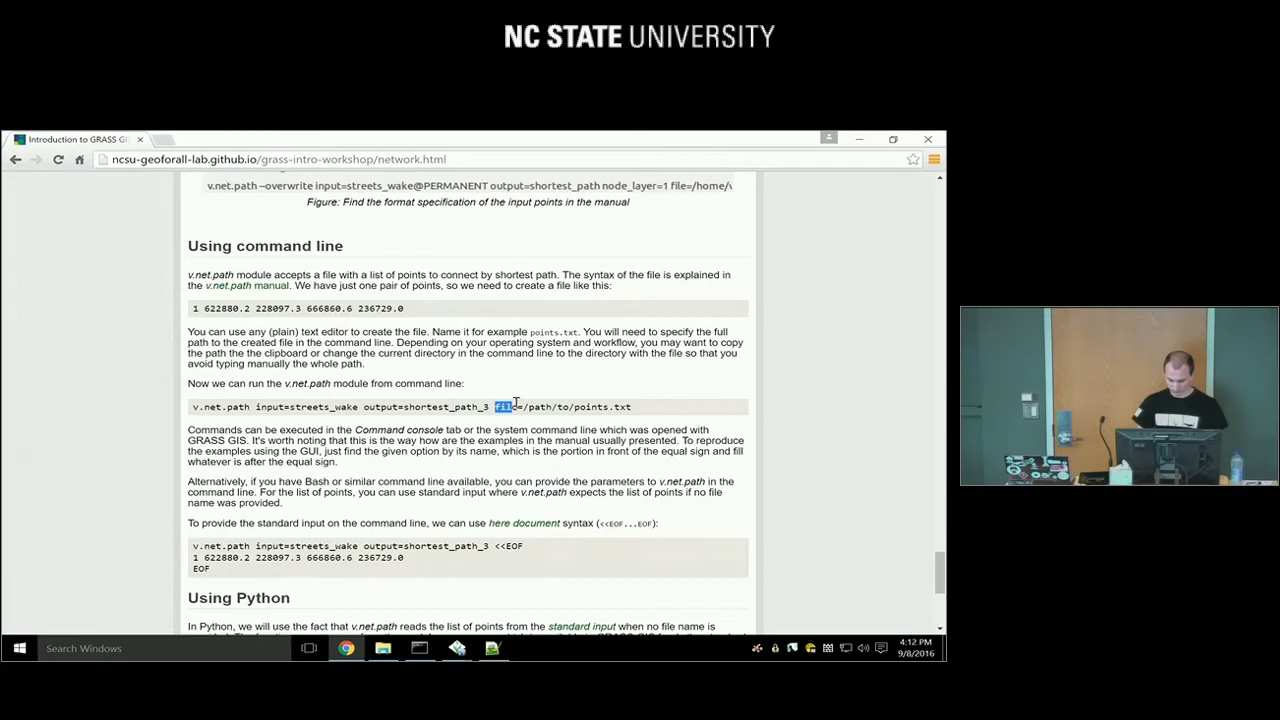 NC STATE UNIVERSITY
Introduction to GRASS GIS
ncsu-geoforall-lab.github.io/grass-intro-workshop/network.html
v.net.path --overwrite input=streets_wake@PERMANENT output=shortest_path node_layer=1 file=/home/v
Figure: Find the format specification of the input points in the manual
Using command line
v.net.path module accepts a file with a list of points to connect by shortest path. The syntax of the file is explained in
the v.net.path manual. We have just one pair of points, so we need to create a file like this:
1 622880.2 228097.3 666860.6 236729.0
You can use any (plain) text editor to create the file. Name it for example points.txt. You will need to specify the full
path to the created file in the command line. Depending on your operating system and workflow, you may want to copy
the path the the clipboard or change the current directory in the command line to the directory with the file so that you
avoid typing manually the whole path.
Now we can run the v.net.path module from command line:
v.net.path input=streets_wake output=shortest_path_3 file=/path/to/points.txt
Commands can be executed in the Command console tab or the system command line which was opened with
GRASS GIS. It's worth noting that this is the way how are the examples in the manual usually presented. To reproduce
the examples using the GUI, just find the given option by its name, which is the portion in front of the equal sign and fill
whatever is after the equal sign.
Alternatively, if you have Bash or similar command line available, you can provide the parameters to v.net.path in the
command line. For the list of points, you can use standard input where v.net.path expects the list of points if no file
name was provided.
To provide the standard input on the command line, we can use here document syntax (<<EOF...EOF):
v.net.path input=streets_wake output=shortest_path_3 <<EOF
1 622880.2 228097.3 666860.6 236729.0
EOF
Using Python
In Python, we will use the fact that v.net.path reads the list of points from the standard input when no file name is
Search Windows
4:12 PM
9/8/2016